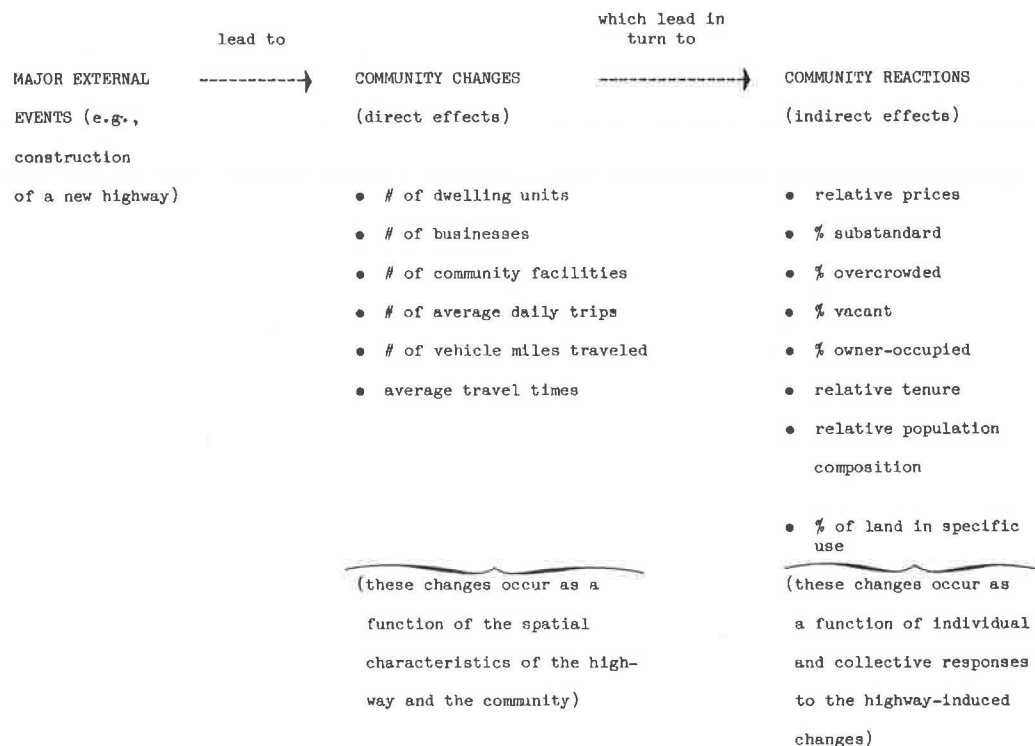 lead to
which lead in
turn to
MAJOR EXTERNAL
EVENTS (e.g.,
construction
of a new highway)
COMMUNITY CHANGES
(direct effects)
• # of dwelling units
• # of businesses
• # of community facilities
• # of average daily trips
• # of vehicle miles traveled
• average travel times
(these changes occur as a
function of the spatial
characteristics of the high-
way and the community)
COMMUNITY REACTIONS
(indirect effects)
• relative prices
• % substandard
• % overcrowded
• % vacant
• % owner-occupied
• relative tenure
• relative population
composition
• % of land in specific
use
(these changes occur as
a function of individual
and collective responses
to the highway-induced
changes)